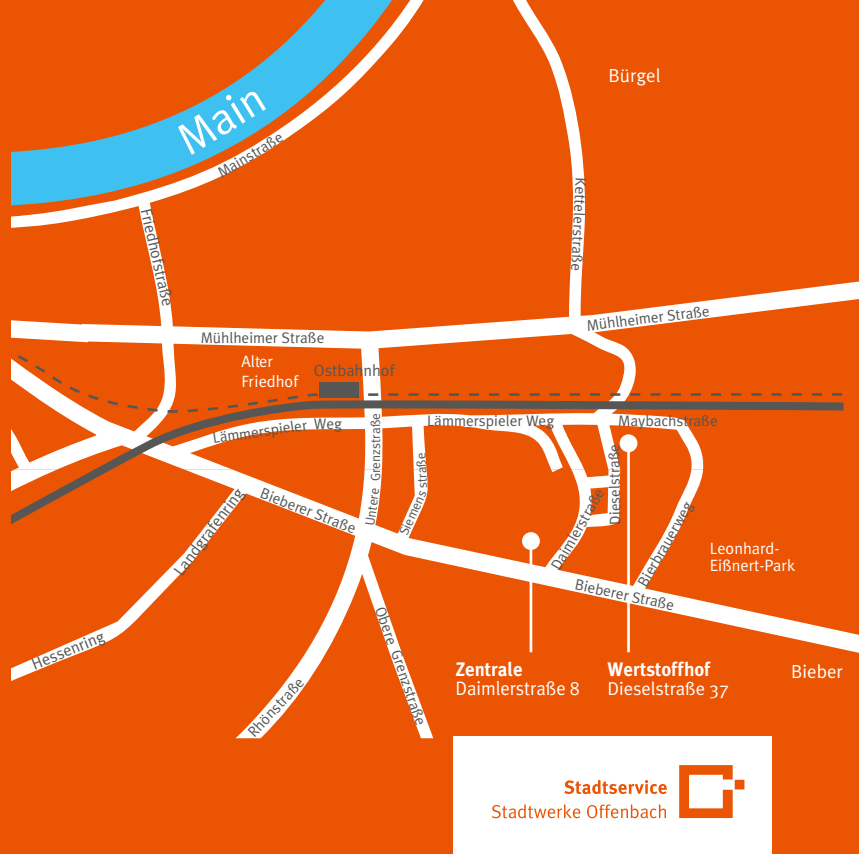 Bürgel
Main
Mainstraße
Friedhofstraße
Kettelerstraße
Mühlheimer Straße
Mühlheimer Straße
Alter
Friedhof
Ostbahnhof
Lämmerspieler Weg
Lämmerspieler Weg
Maybachstraße
Untere Grenzstraße
Siemens straße
Dieselstraße
Daimlerstraße
Bierbrauerweg
Landgrafenring
Bieberer Straße
Leonhard-
Eißnert-Park
Bieberer Straße
Hessenring
Obere Grenzstraße
Rhönstraße
Zentrale
Daimlerstraße 8
Wertstoffhof
Dieselstraße 37
Bieber
Stadtservice
Stadtwerke Offenbach